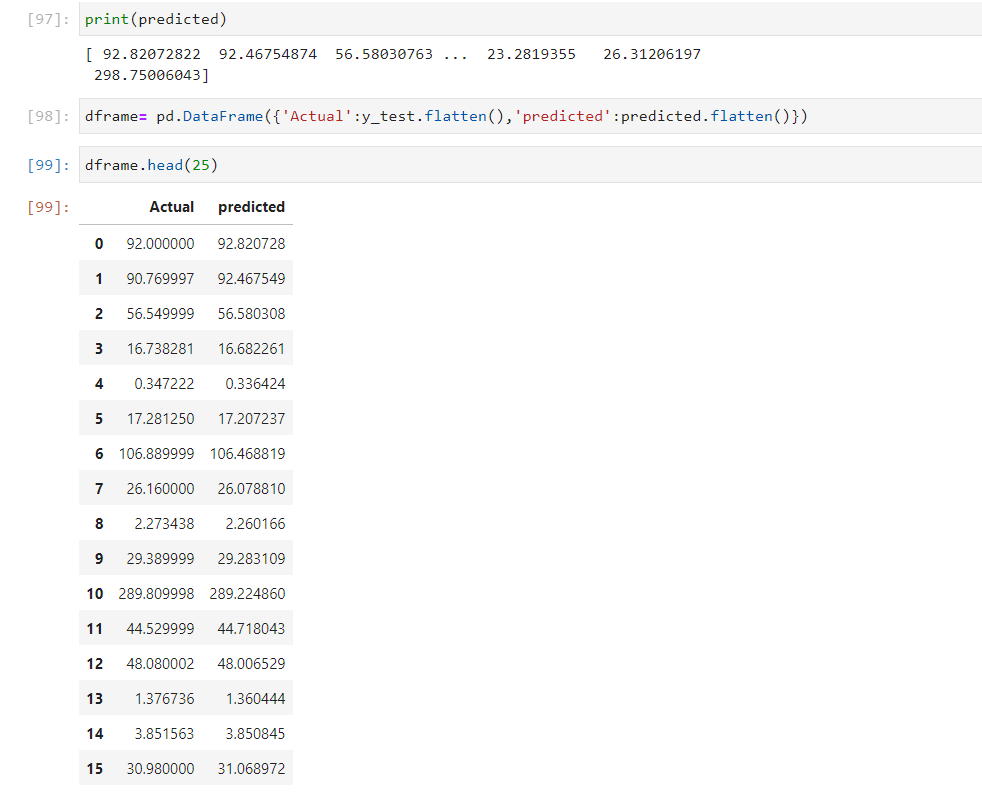 [97]: print(predicted)
[ 92.82072822  92.46754874  56.58030763 ...  23.2819355   26.31206197
 298.75006043]
[98]: dframe= pd.DataFrame({'Actual':y_test.flatten(),'predicted':predicted.flatten()})
[99]: dframe.head(25)
[99]: Actual predicted
0 92.000000 92.820728
1 90.769997 92.467549
2 56.549999 56.580308
3 16.738281 16.682261
4 0.347222 0.336424
5 17.281250 17.207237
6 106.889999 106.468819
7 26.160000 26.078810
8 2.273438 2.260166
9 29.389999 29.283109
10 289.809998 289.224860
11 44.529999 44.718043
12 48.080002 48.006529
13 1.376736 1.360444
14 3.851563 3.850845
15 30.980000 31.068972